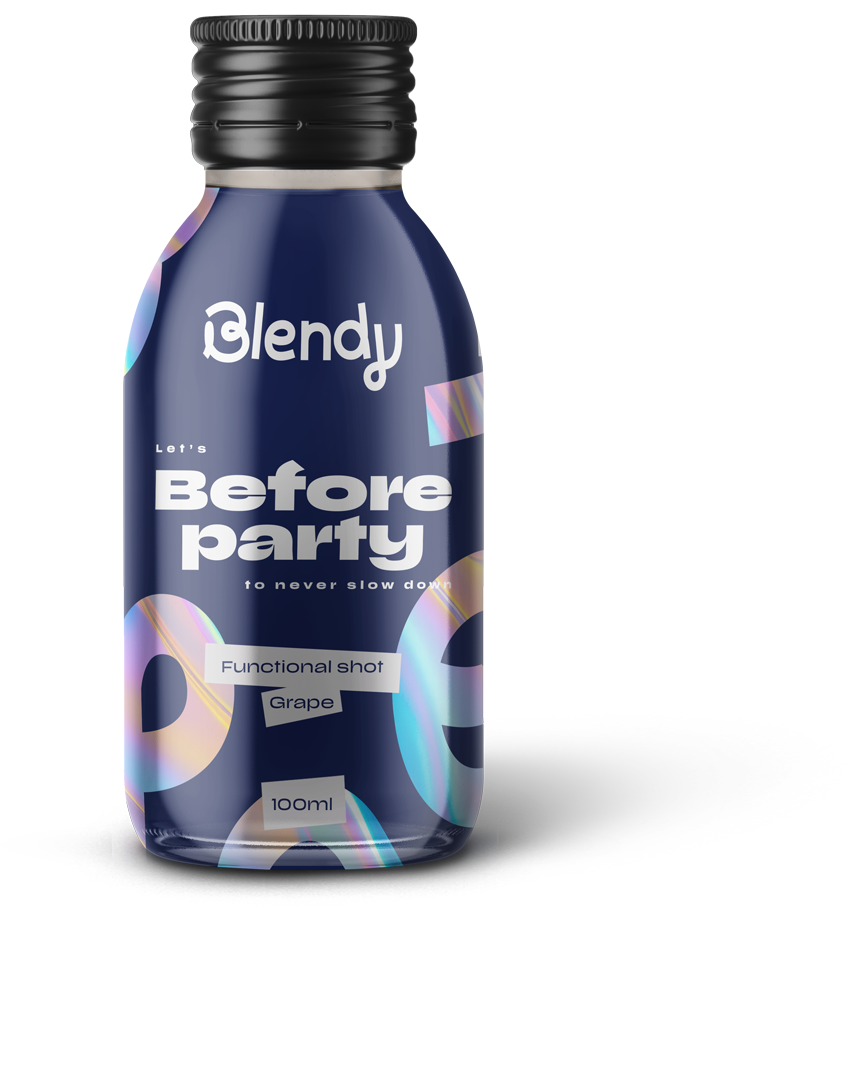 Blendy
Let's
Before
party
to never slow down
Functional shot
Grape
100ml